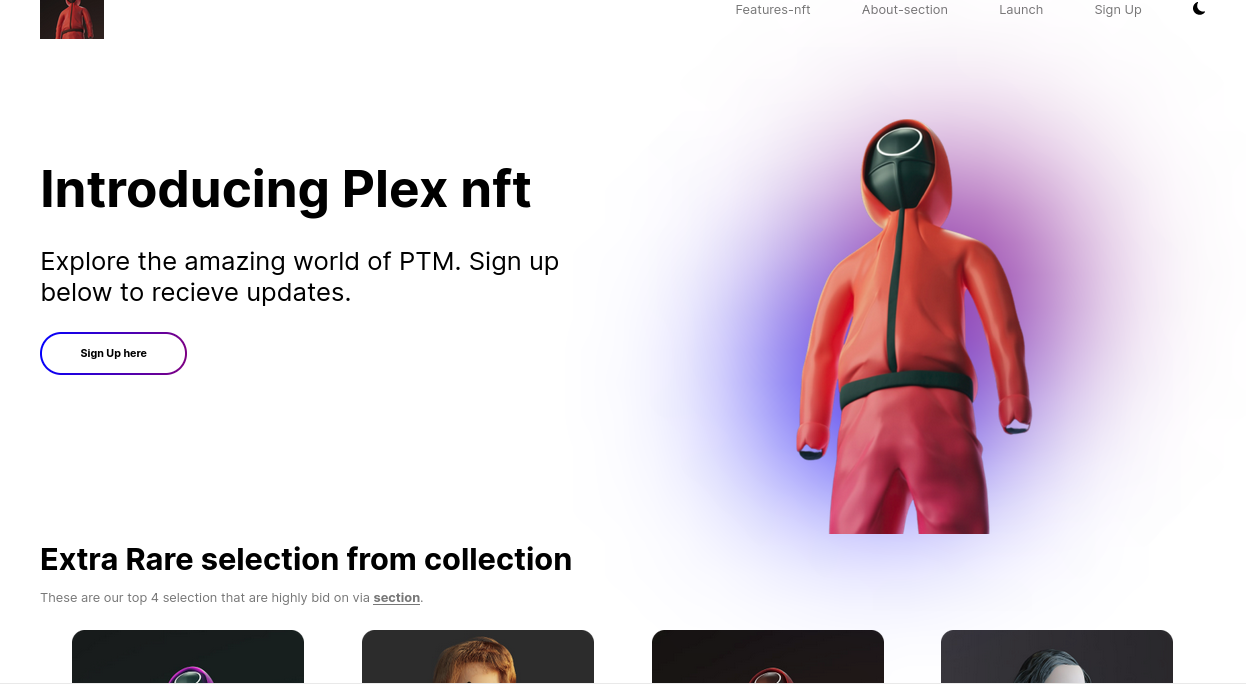 Features-nft
About-section
Launch
Sign Up
Introducing Plex nft
Explore the amazing world of PTM. Sign up
below to recieve updates.
Sign Up here
Extra Rare selection from collection
These are our top 4 selection that are highly bid on via section.